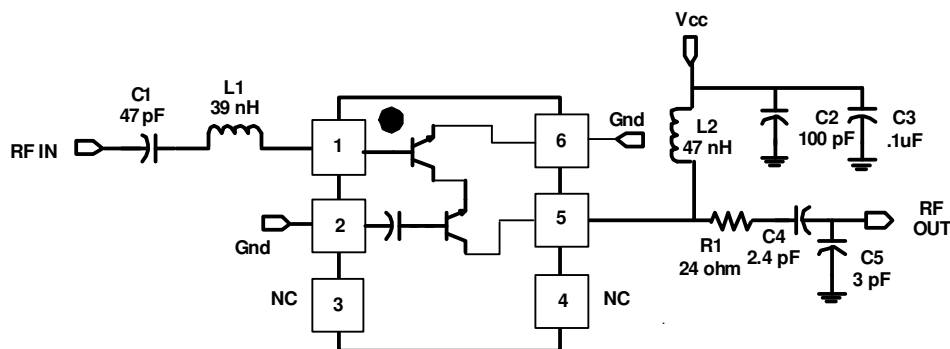 Vcc
C1
47 pF
L1
39 nH
RF IN
1
6
Gnd
L2
47 nH
C2
100 pF
C3
.1uF
Gnd
2
5
R1
24 ohm
C4
2.4 pF
C5
3 pF
RF
OUT
NC
3
4
NC